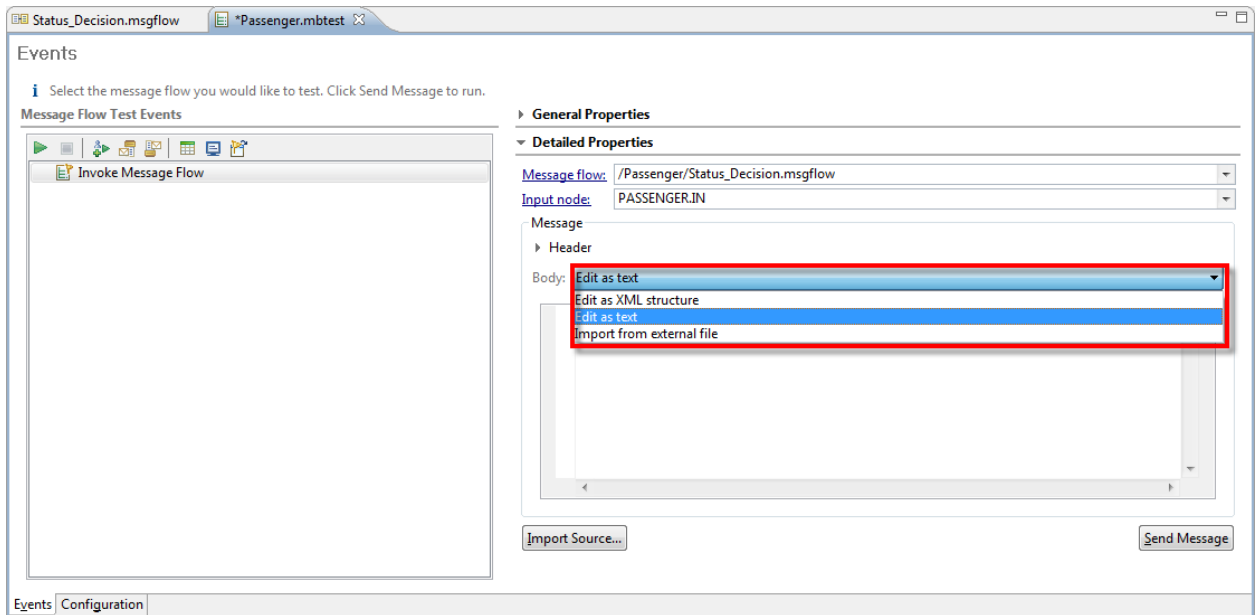 Status_Decision.msgflow
*Passenger.mbtest
Events
i Select the message flow you would like to test. Click Send Message to run.
Message Flow Test Events
Invoke Message Flow
General Properties
Detailed Properties
Message flow: /Passenger/Status_Decision.msgflow
Input node: PASSENGER.IN
Message
Header
Body: Edit as text
Edit as XML structure
Edit as text
Import from external file
Import Source...
Send Message
Events
Configuration